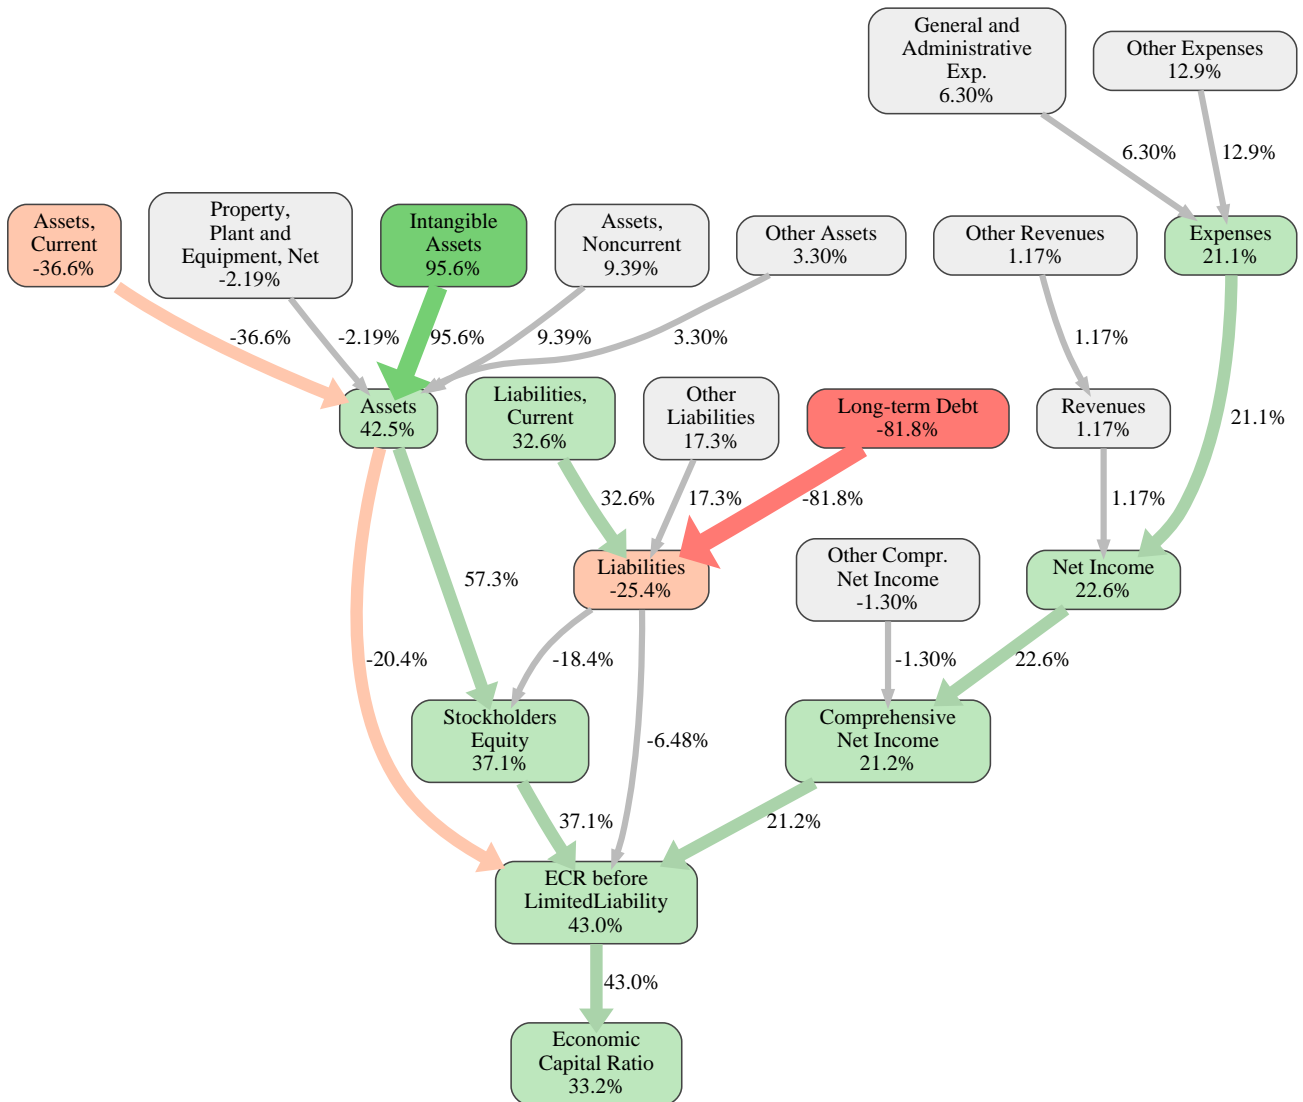 General and
Administrative
Exp.
6.30%
Other Expenses
12.9%
6.30%
12.9%
Assets,
Current
-36.6%
Property,
Plant and
Equipment, Net
-2.19%
Intangible
Assets
95.6%
Assets,
Noncurrent
9.39%
Other Assets
3.30%
Other Revenues
1.17%
Expenses
21.1%
-36.6%
-2.19%
95.6%
9.39%
3.30%
1.17%
Assets
42.5%
Liabilities,
Current
32.6%
Other
Liabilities
17.3%
Long-term Debt
-81.8%
Revenues
1.17%
21.1%
32.6%
17.3%
-81.8%
1.17%
57.3%
Liabilities
-25.4%
Other Compr.
Net Income
-1.30%
Net Income
22.6%
-20.4%
-18.4%
-1.30%
22.6%
Stockholders
Equity
37.1%
-6.48%
Comprehensive
Net Income
21.2%
37.1%
21.2%
ECR before
LimitedLiability
43.0%
43.0%
Economic
Capital Ratio
33.2%